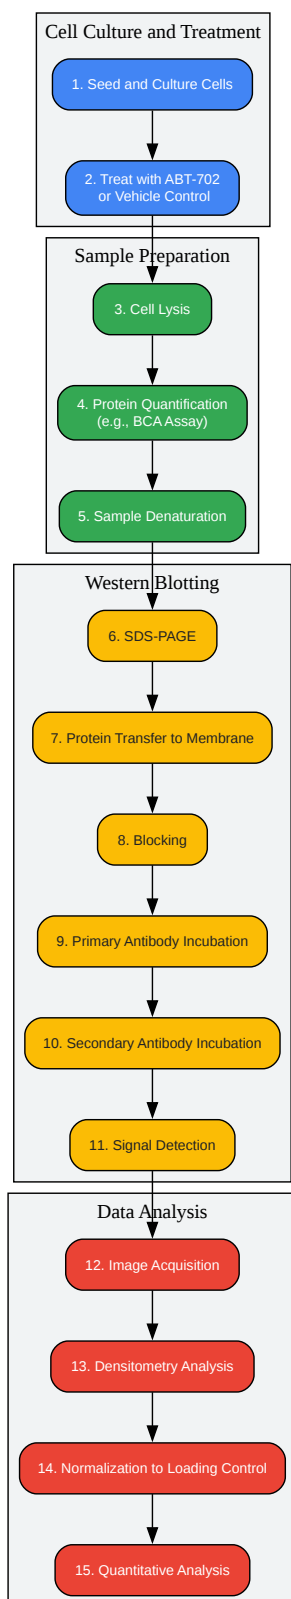 Cell Culture and Treatment
1. Seed and Culture Cells
2. Treat with ABT-702
or Vehicle Control
Sample Preparation
3. Cell Lysis
4. Protein Quantification
(e.g., BCA Assay)
5. Sample Denaturation
Western Blotting
6. SDS-PAGE
7. Protein Transfer to Membrane
8. Blocking
9. Primary Antibody Incubation
10. Secondary Antibody Incubation
11. Signal Detection
Data Analysis
12. Image Acquisition
13. Densitometry Analysis
14. Normalization to Loading Control
15. Quantitative Analysis